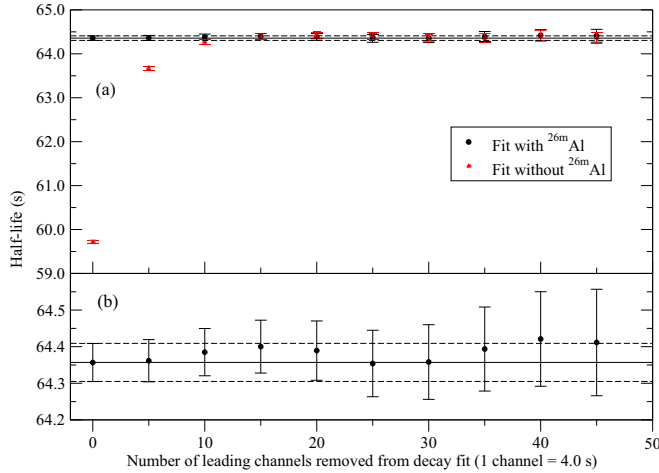 65.0
64.0
63.0
62.0
61.0
60.0
59.0
(a)
Fit with ²⁶ᵐAl
Fit without ²⁶ᵐAl
Half-life (s)
(b)
64.5
64.4
64.3
64.2
0 10 20 30 40 50
Number of leading channels removed from decay fit (1 channel = 4.0 s)